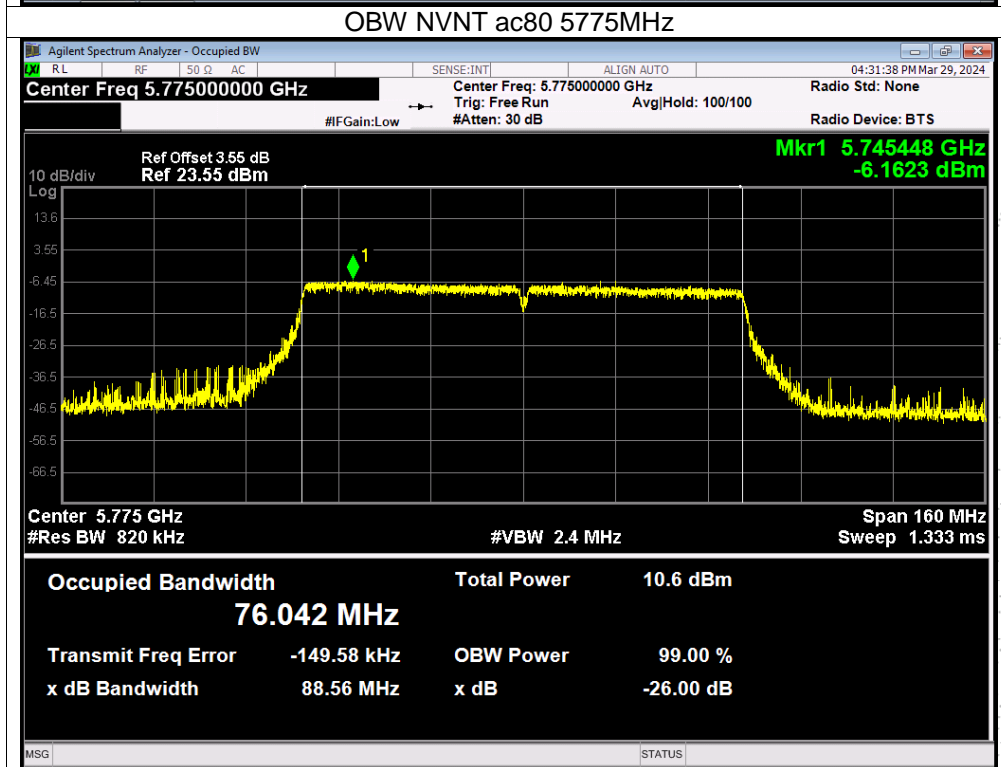 OBW NVNT ac80 5775MHz
Agilent Spectrum Analyzer - Occupied BW
LXI RL RF 50 Ω AC SENSE:INT ALIGN AUTO 04:31:38 PM Mar 29, 2024
Center Freq 5.775000000 GHz
Center Freq: 5.775000000 GHz
Radio Std: None
Trig: Free Run
Avg|Hold: 100/100
#IFGain:Low
#Atten: 30 dB
Radio Device: BTS
Mkr1 5.745448 GHz
-6.1623 dBm
Ref Offset 3.55 dB
10 dB/div
Ref 23.55 dBm
Log
1
13.6
3.55
-6.45
-16.5
-26.5
-36.5
-46.5
-56.5
-66.5
Center 5.775 GHz
Span 160 MHz
#Res BW 820 kHz
#VBW 2.4 MHz
Sweep 1.333 ms
Occupied Bandwidth
76.042 MHz
Total Power 10.6 dBm
Transmit Freq Error -149.58 kHz
OBW Power 99.00 %
x dB Bandwidth 88.56 MHz
x dB -26.00 dB
MSG
STATUS